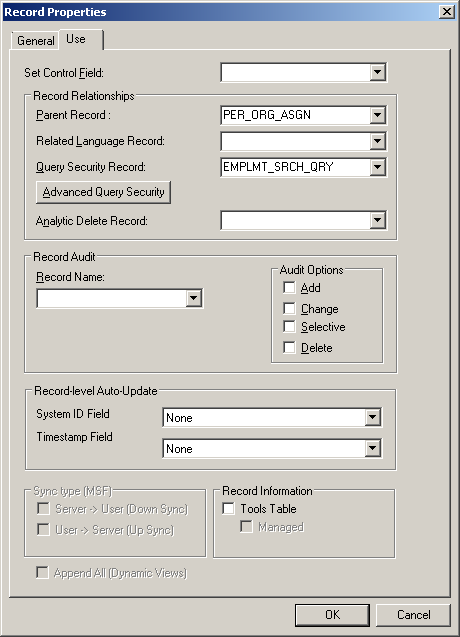 Record Properties
General
Use
Set Control Field:
Record Relationships
Parent Record :
PER_ORG_ASGN
Related Language Record:
Query Security Record:
EMPLMT_SRCH_QRY
Advanced Query Security
Analytic Delete Record:
Record Audit
Record Name:
Audit Options
Add
Change
Selective
Delete
Record-level Auto-Update
System ID Field
None
Timestamp Field
None
Sync type (MSF)
Server -> User (Down Sync)
User -> Server (Up Sync)
Record Information
Tools Table
Managed
Append All (Dynamic Views)
OK
Cancel